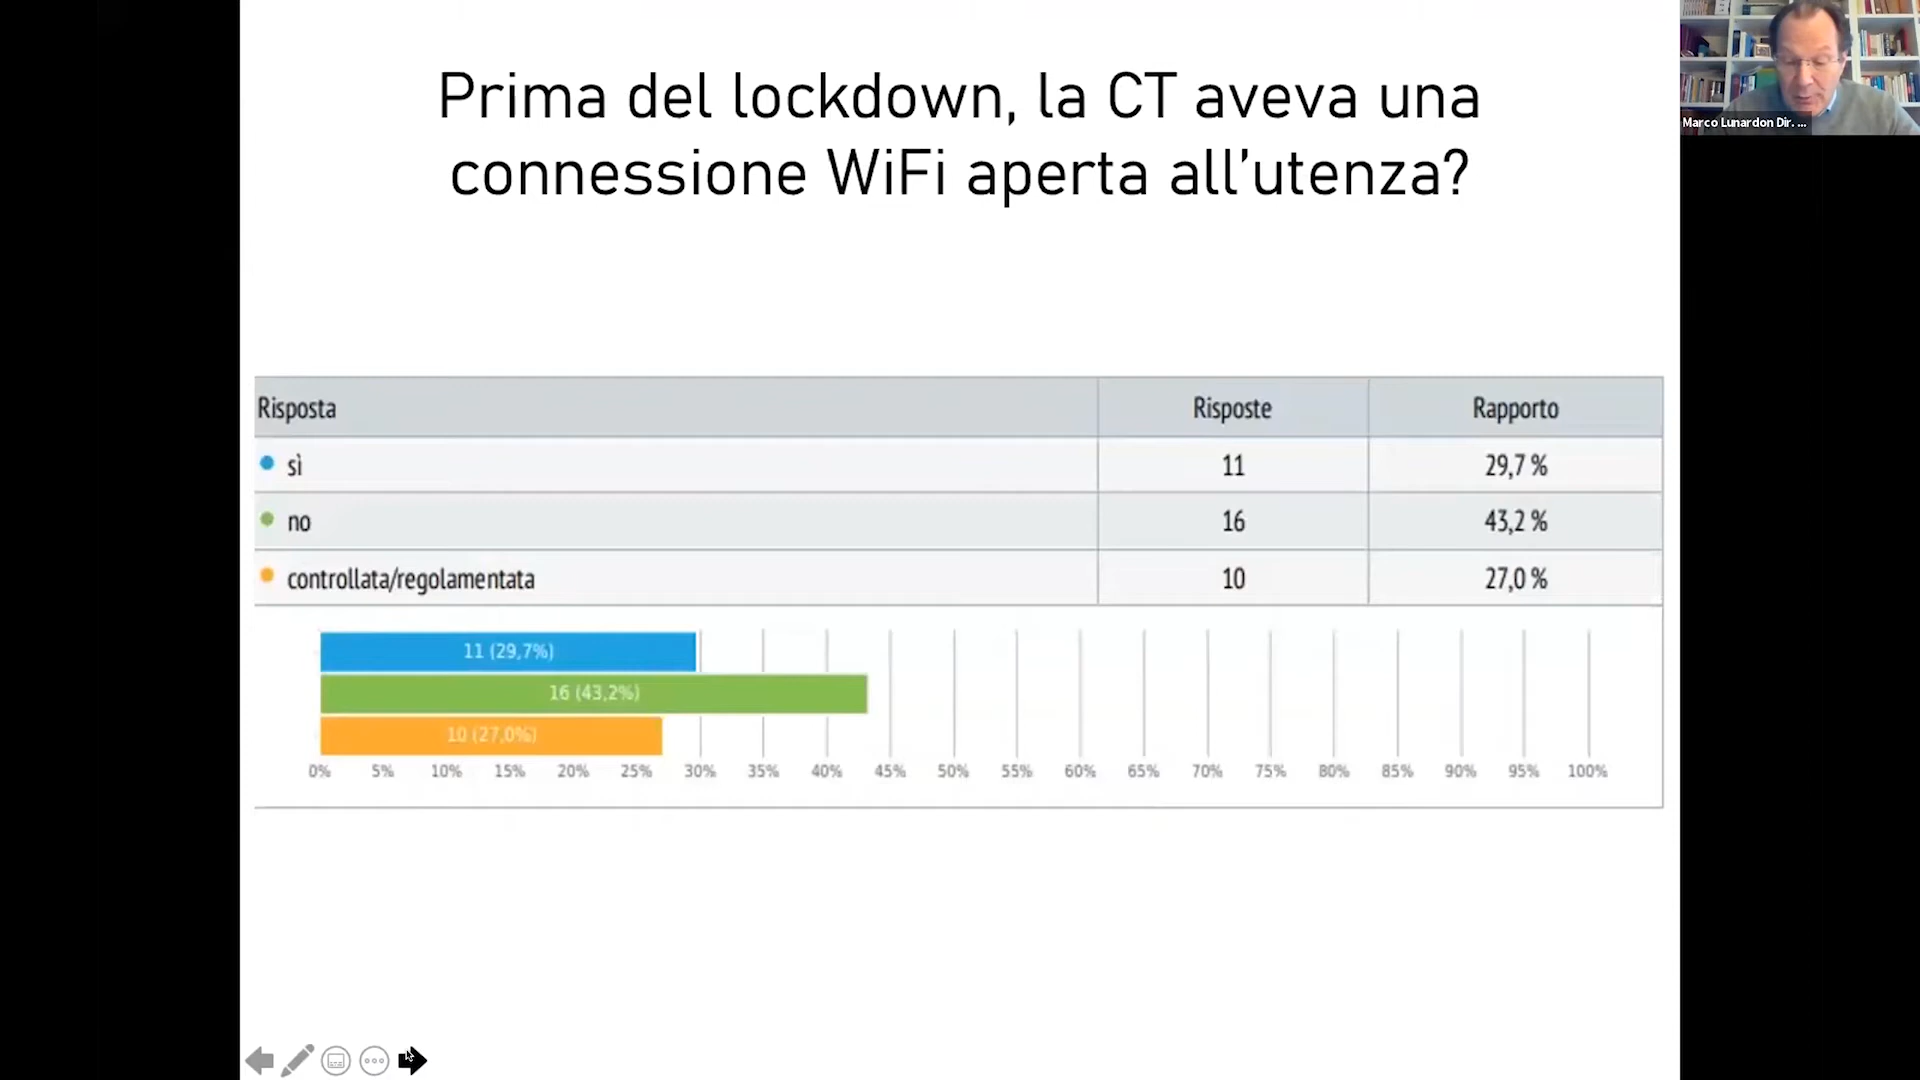 Prima del lockdown, la CT aveva una
connessione WiFi aperta all’utenza?
Marco Lunardon Dir. ...
Risposta Risposte Rapporto
sì 11 29,7 %
no 16 43,2 %
controllata/regolamentata 10 27,0 %
11 (29,7%)
16 (43,2%)
10 (27,0%)
0% 5% 10% 15% 20% 25% 30% 35% 40% 45% 50% 55% 60% 65% 70% 75% 80% 85% 90% 95% 100%